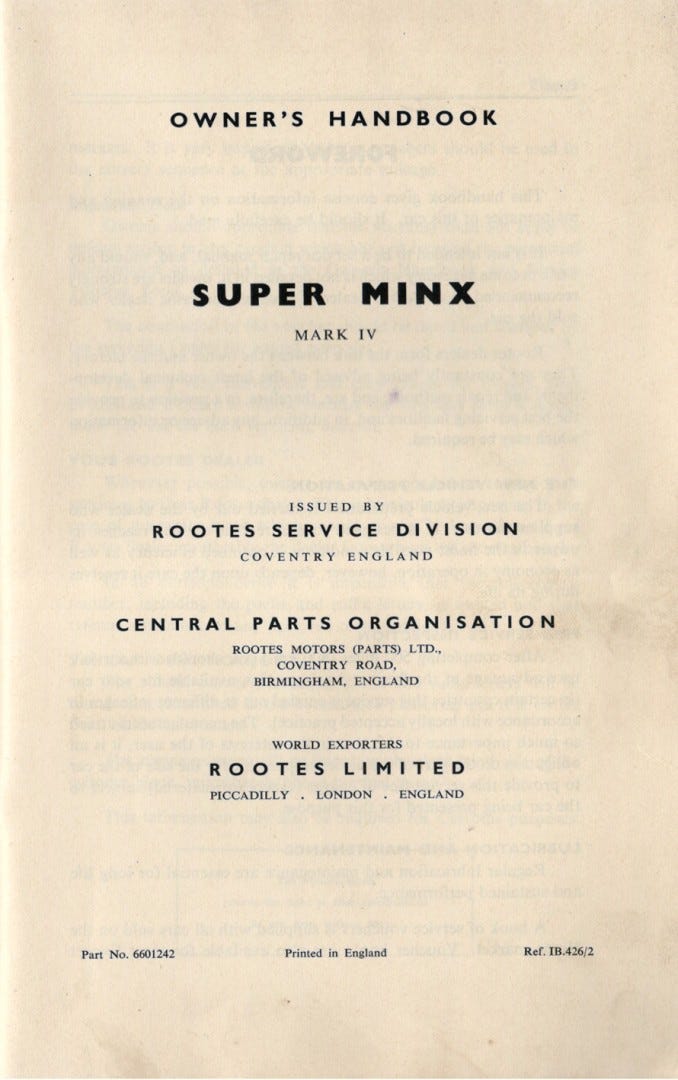 OWNER'S HANDBOOK
SUPER MINX
MARK IV
ISSUED BY
ROOTES SERVICE DIVISION
COVENTRY ENGLAND
CENTRAL PARTS ORGANISATION
ROOTES MOTORS (PARTS) LTD.,
COVENTRY ROAD,
BIRMINGHAM, ENGLAND
WORLD EXPORTERS
ROOTES LIMITED
PICCADILLY . LONDON . ENGLAND
Part No. 6601242 Printed in England Ref. IB.426/2